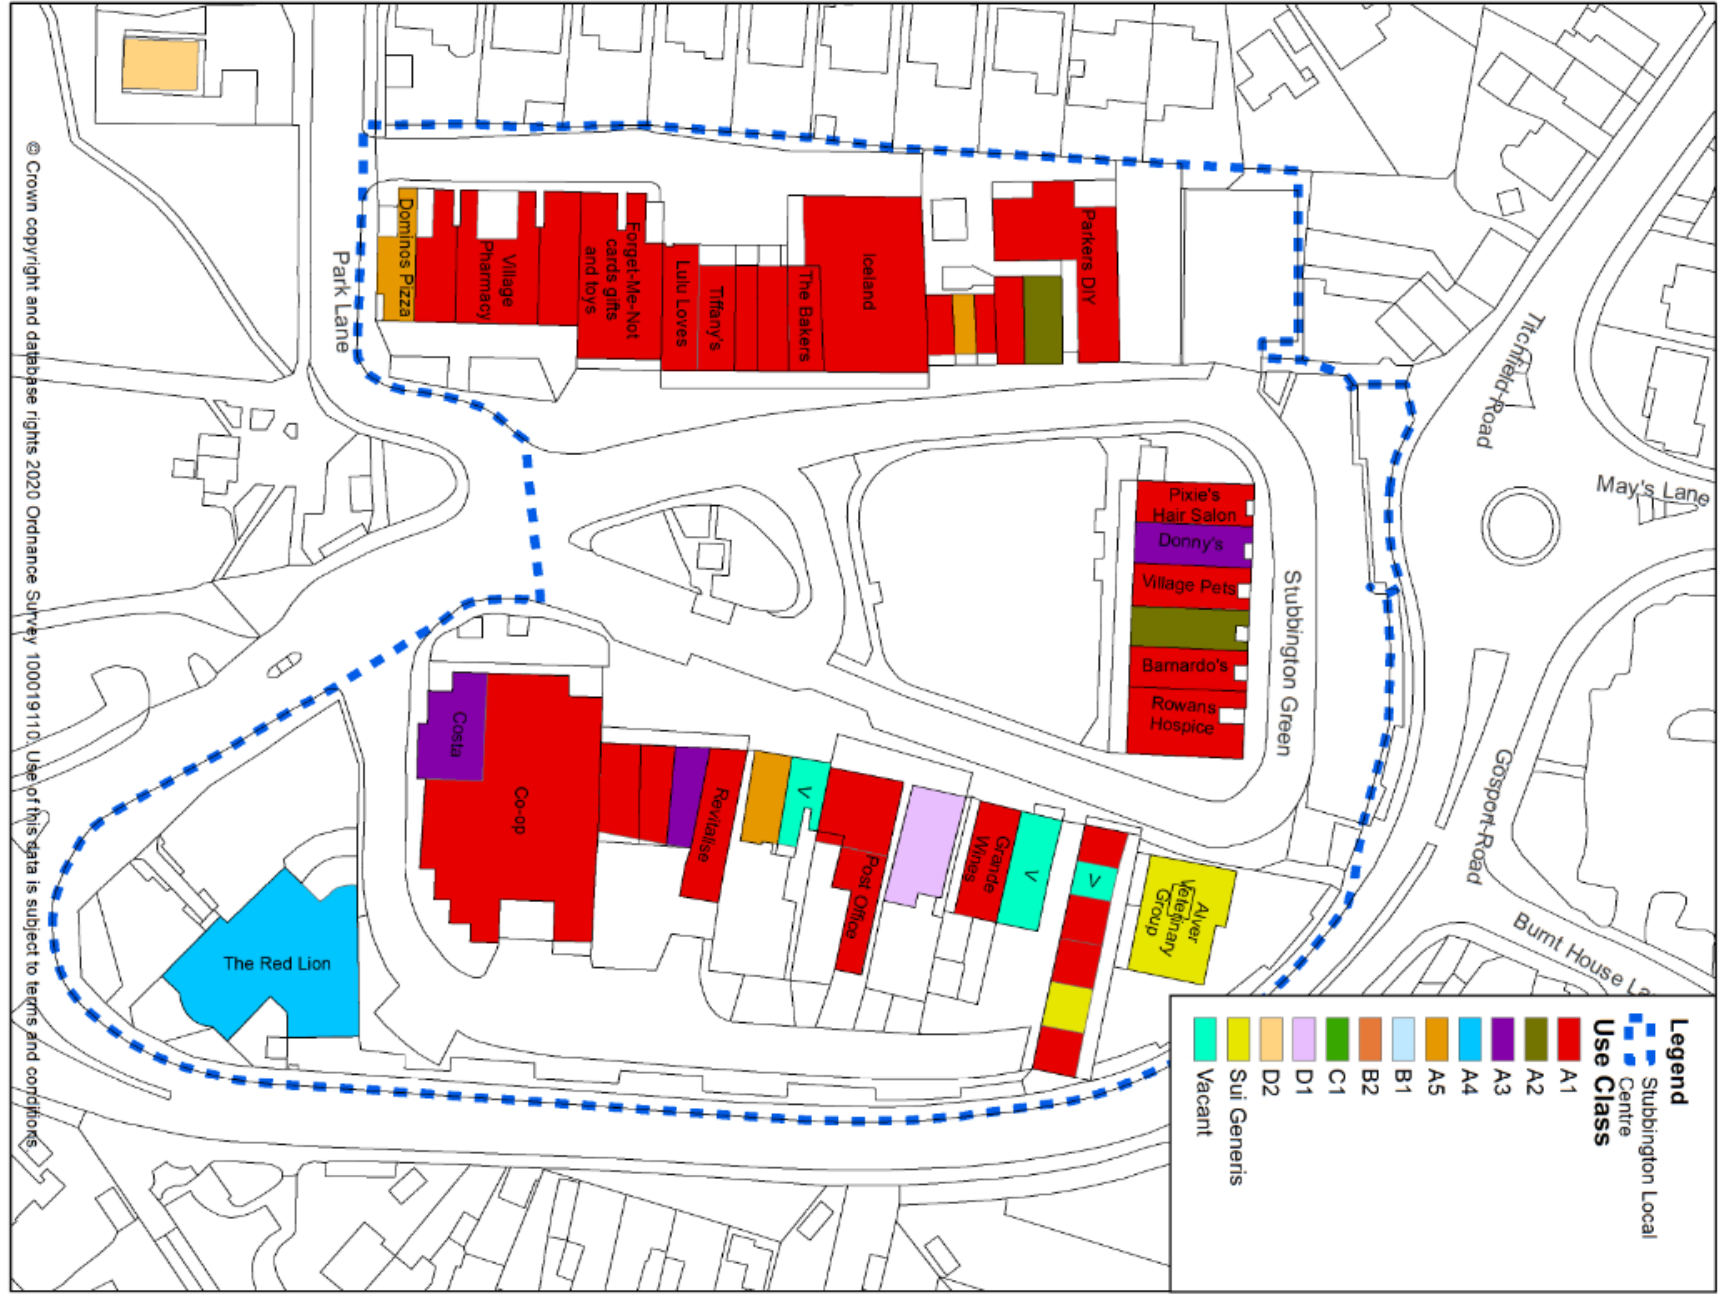 Dominos Pizza
Village
Pharmacy
Forget-Me-Not
cards gifts
and toys
Lulu Loves
Tiffany's
The Bakers
Iceland
Parkers DIY
Park Lane
Titchfield Road
May's Lane
Pixie's
Hair Salon
Donny's
Village Pets
Barnardo's
Rowans
Hospice
Stubbington Green
Gosport Road
Costa
Co-op
Revitalise
V
Post Office
Grande
Wines
V
V
Alver
Veterinary
Group
Burnt House La
The Red Lion
Legend
Stubbington Local
Centre
Use Class
A1
A2
A3
A4
A5
B1
B2
C1
D1
D2
Sui Generis
Vacant
© Crown copyright and database rights 2020 Ordnance Survey 100019110. Use of this data is subject to terms and conditions